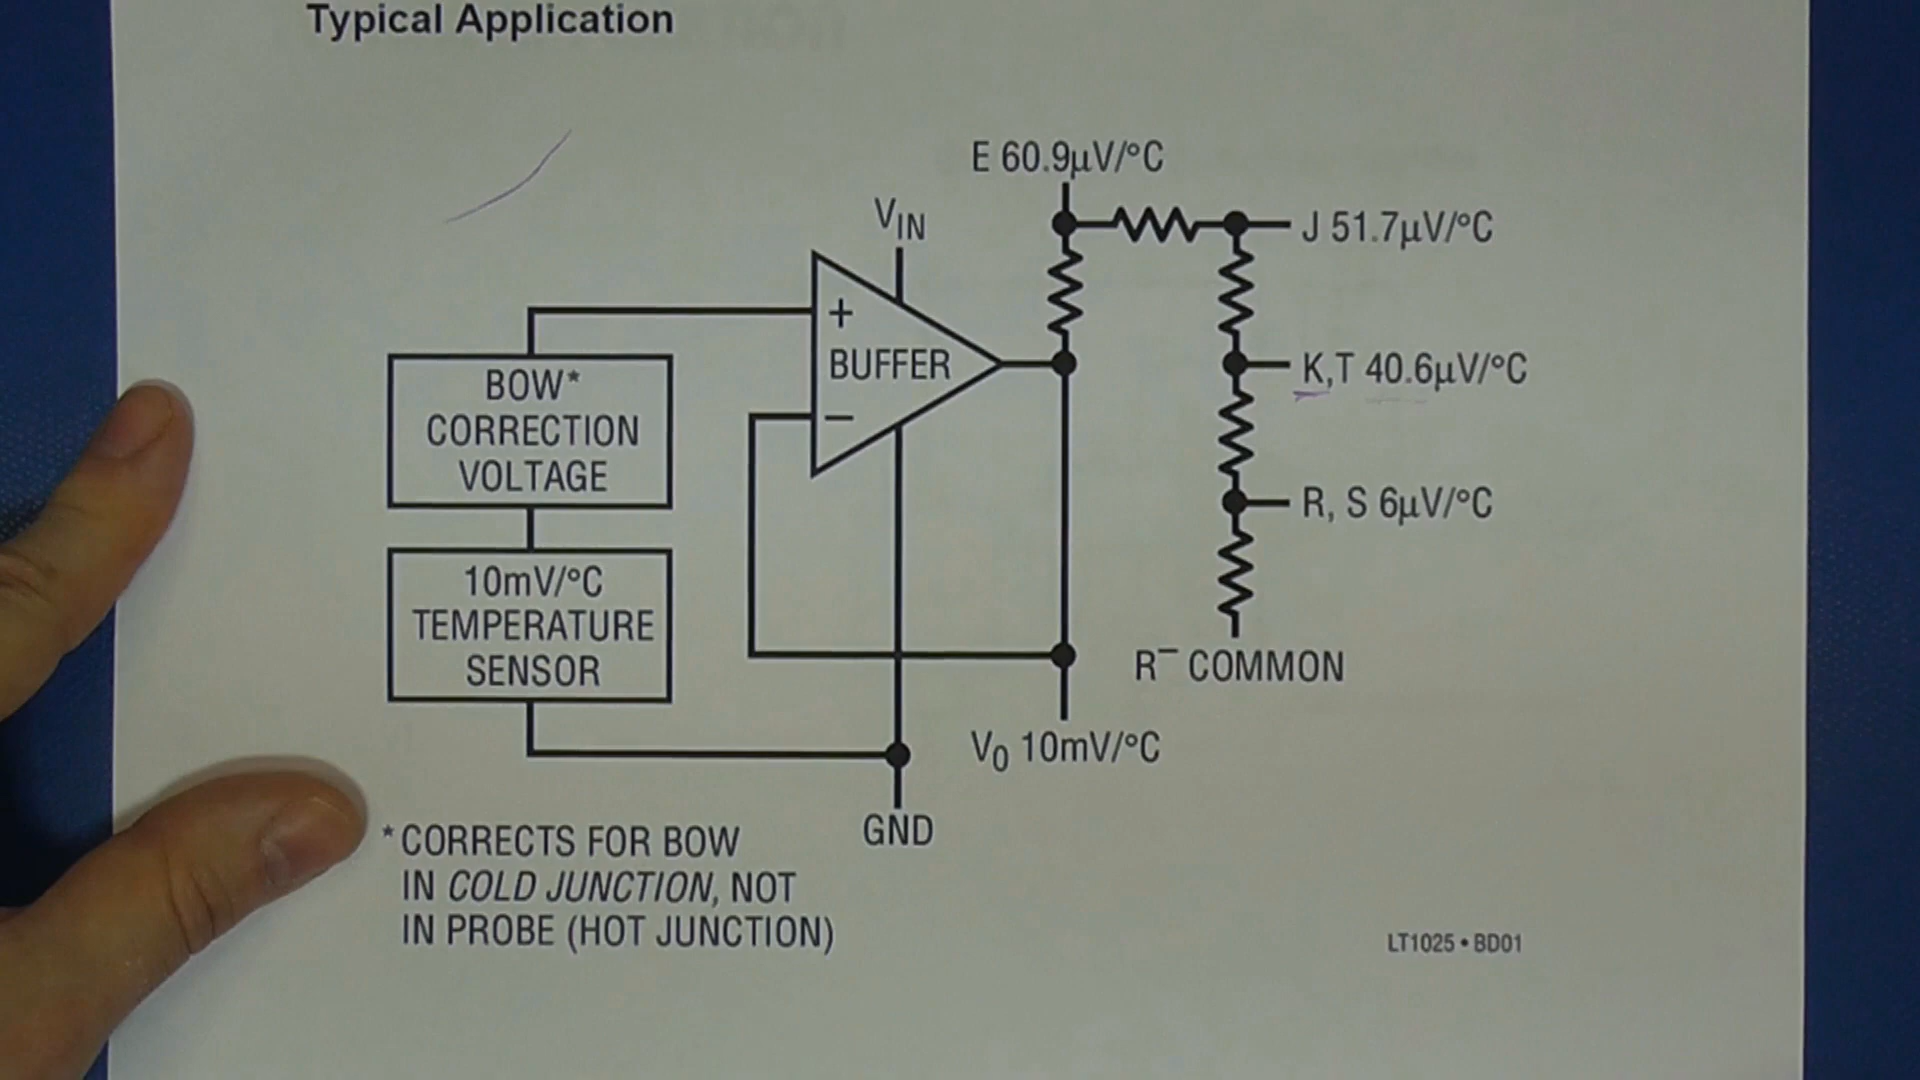 Typical Application
E 60.9µV/°C
VIN
J 51.7µV/°C
+
BUFFER
−
K,T 40.6µV/°C
BOW*
CORRECTION
VOLTAGE
R, S 6µV/°C
10mV/°C
TEMPERATURE
SENSOR
R− COMMON
V0 10mV/°C
GND
*CORRECTS FOR BOW
IN COLD JUNCTION, NOT
IN PROBE (HOT JUNCTION)
LT1025 • BD01